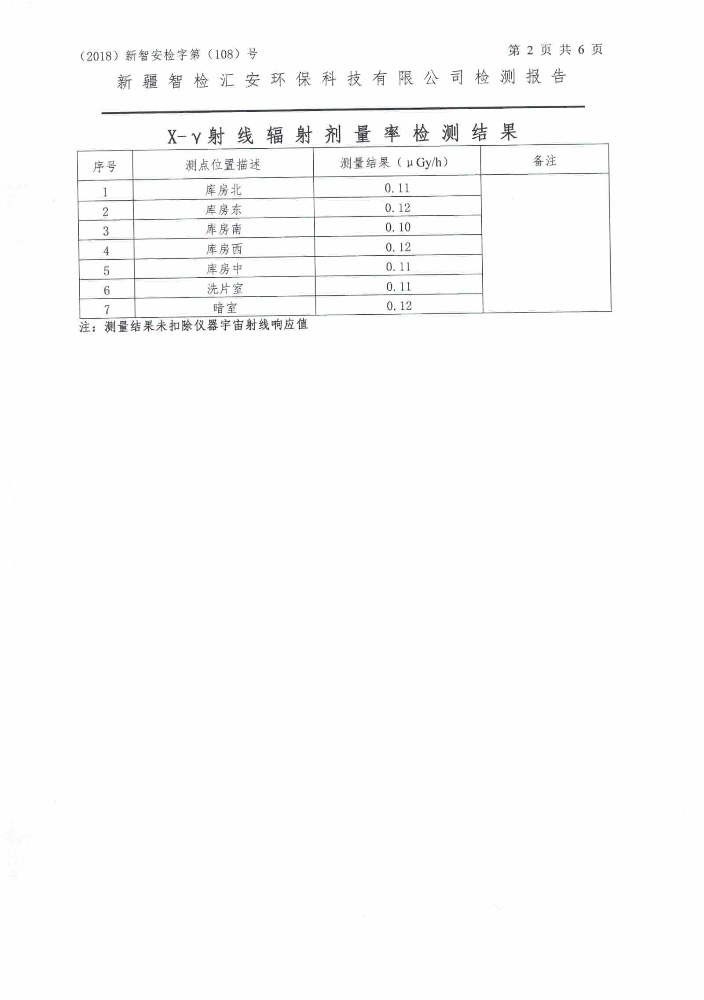 （2018）新智安检字第（108）号
第 2 页 共 6 页
新疆智检汇安环保科技有限公司检测报告
X-γ射线辐射剂量率检测结果
序号 测点位置描述 测量结果（μGy/h） 备注
1 库房北 0.11
2 库房东 0.12
3 库房南 0.10
4 库房西 0.12
5 库房中 0.11
6 洗片室 0.11
7 暗室 0.12
注：测量结果未扣除仪器宇宙射线响应值